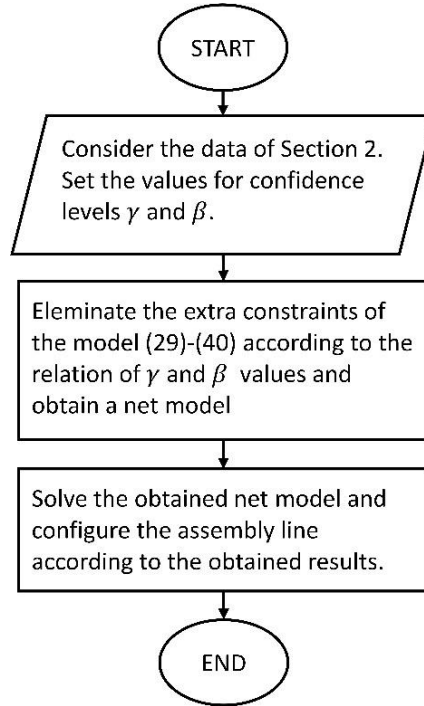 START
Consider the data of Section 2.
Set the values for confidence
levels γ and β.
Eleminate the extra constraints of
the model (29)-(40) according to the
relation of γ and β values and
obtain a net model
Solve the obtained net model and
configure the assembly line
according to the obtained results.
END